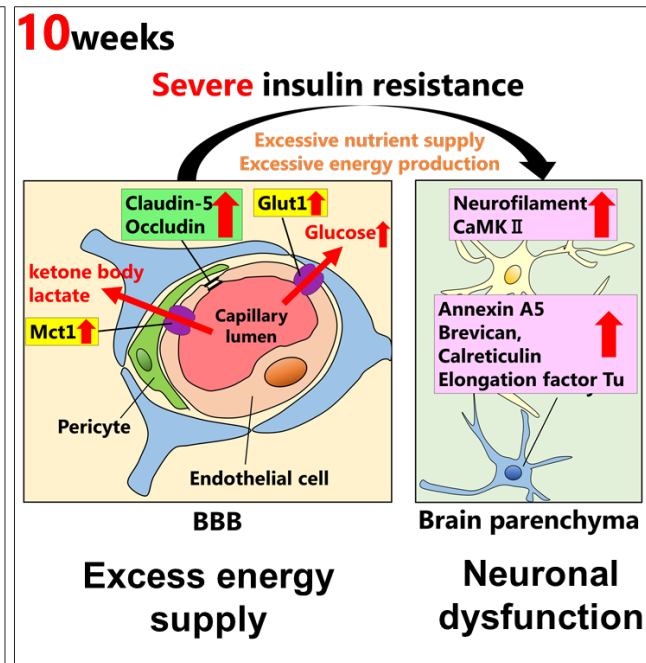 10weeks
Severe insulin resistance
Excessive nutrient supply
Excessive energy production
Claudin-5
Occludin
Glut1
Glucose
ketone body
lactate
Mct1
Capillary
lumen
Pericyte
Endothelial cell
BBB
Excess energy
supply
Neurofilament
CaMKⅡ
Annexin A5
Brevican,
Calreticulin
Elongation factor Tu
Brain parenchyma
Neuronal
dysfunction